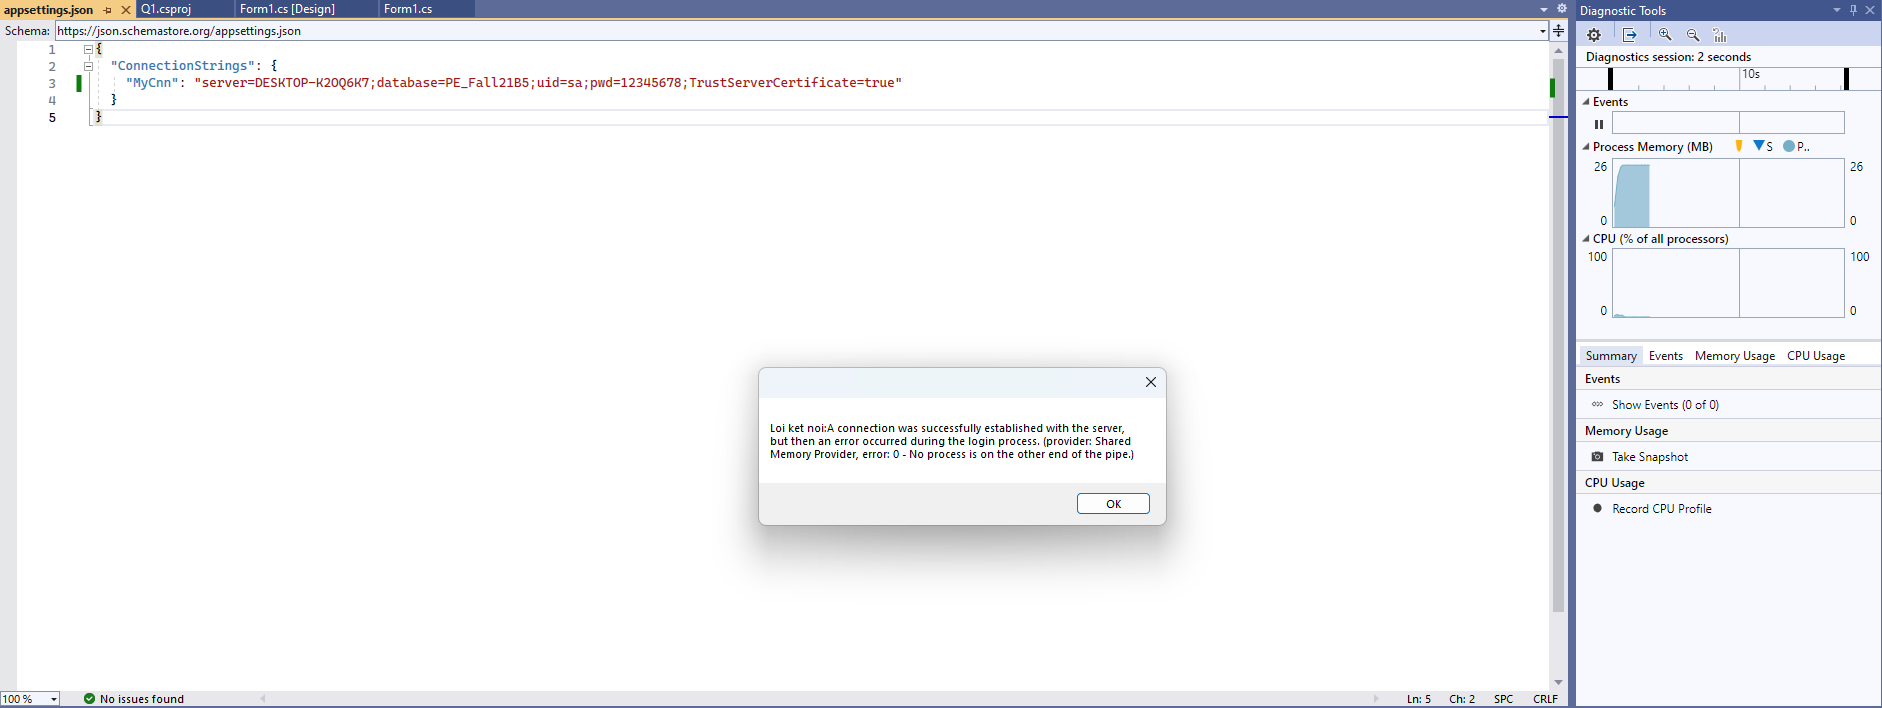 appsettings.json
Q1.csproj
Form1.cs [Design]
Form1.cs
Schema: https://json.schemastore.org/appsettings.json
1 {
2 "ConnectionStrings": {
3 "MyCnn": "server=DESKTOP-K2OQ6K7;database=PE_Fall21B5;uid=sa;pwd=12345678;TrustServerCertificate=true"
4 }
5 }
Loi ket noi:A connection was successfully established with the server,
but then an error occurred during the login process. (provider: Shared
Memory Provider, error: 0 - No process is on the other end of the pipe.)
OK
100 %
No issues found
Ln: 5 Ch: 2 SPC CRLF
Diagnostic Tools
Diagnostics session: 2 seconds
10s
Events
Process Memory (MB) S P..
26 26
0 0
CPU (% of all processors)
100 100
0 0
Summary Events Memory Usage CPU Usage
Events
Show Events (0 of 0)
Memory Usage
Take Snapshot
CPU Usage
Record CPU Profile